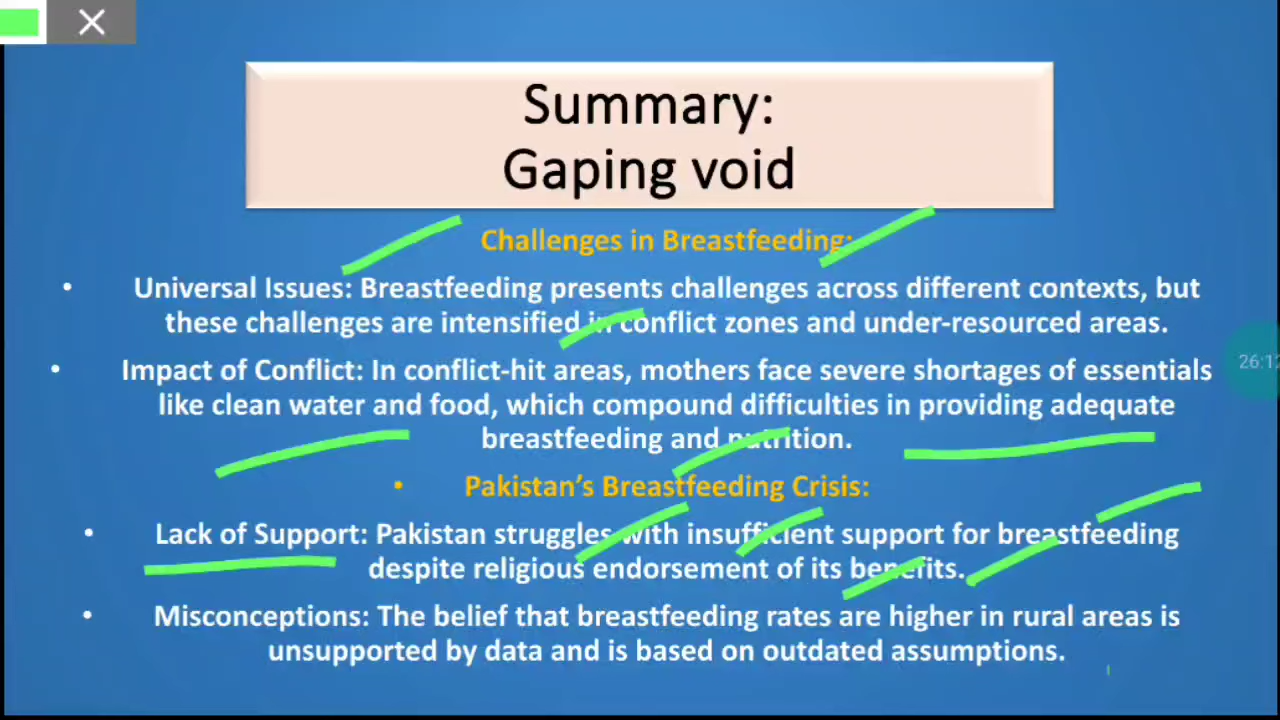 Summary:
Gaping void
Challenges in Breastfeeding:
• Universal Issues: Breastfeeding presents challenges across different contexts, but
these challenges are intensified in conflict zones and under-resourced areas.
• Impact of Conflict: In conflict-hit areas, mothers face severe shortages of essentials
like clean water and food, which compound difficulties in providing adequate
breastfeeding and nutrition.
• Pakistan's Breastfeeding Crisis:
• Lack of Support: Pakistan struggles with insufficient support for breastfeeding
despite religious endorsement of its benefits.
• Misconceptions: The belief that breastfeeding rates are higher in rural areas is
unsupported by data and is based on outdated assumptions.